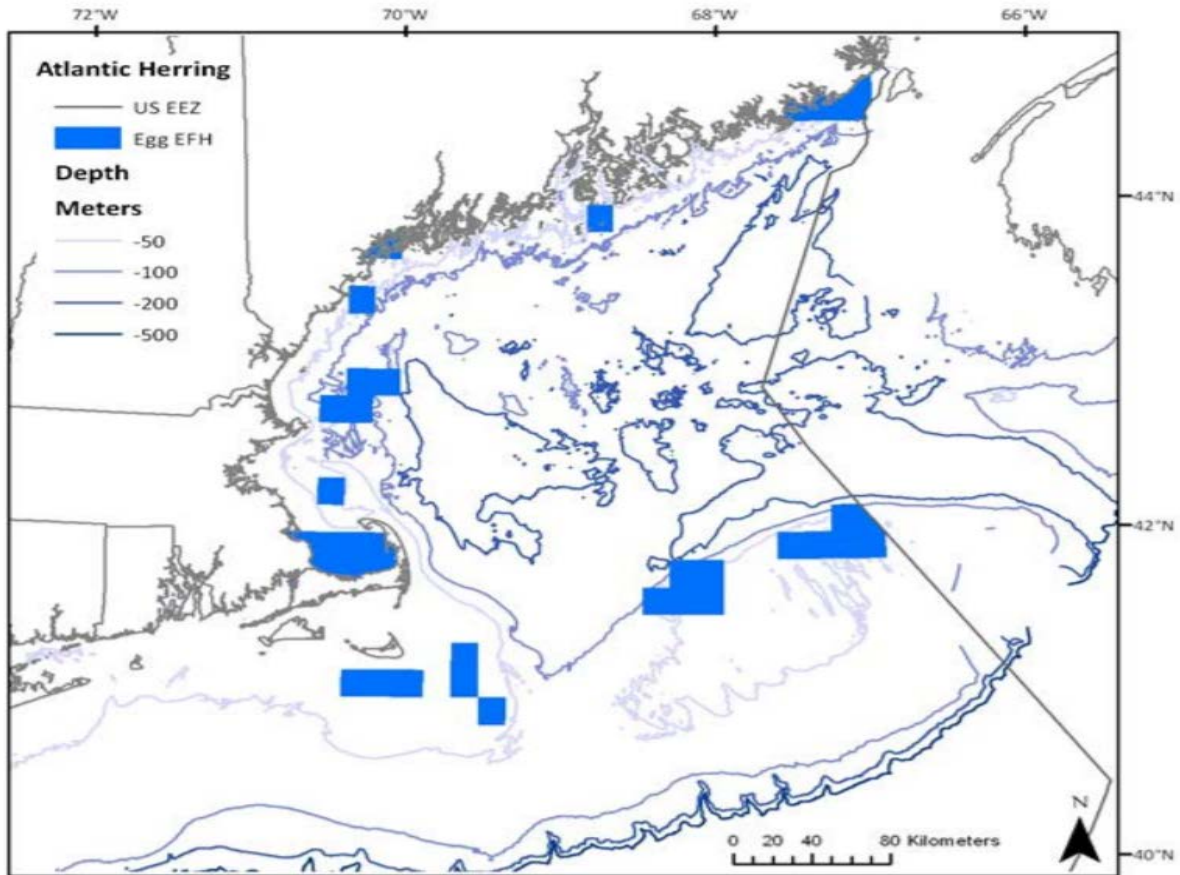 72°W 70°W 68°W 66°W
Atlantic Herring
US EEZ
Egg EFH
Depth
Meters
-50
-100
-200
-500
44°N
42°N
N
0 20 40 80 Kilometers
40°N